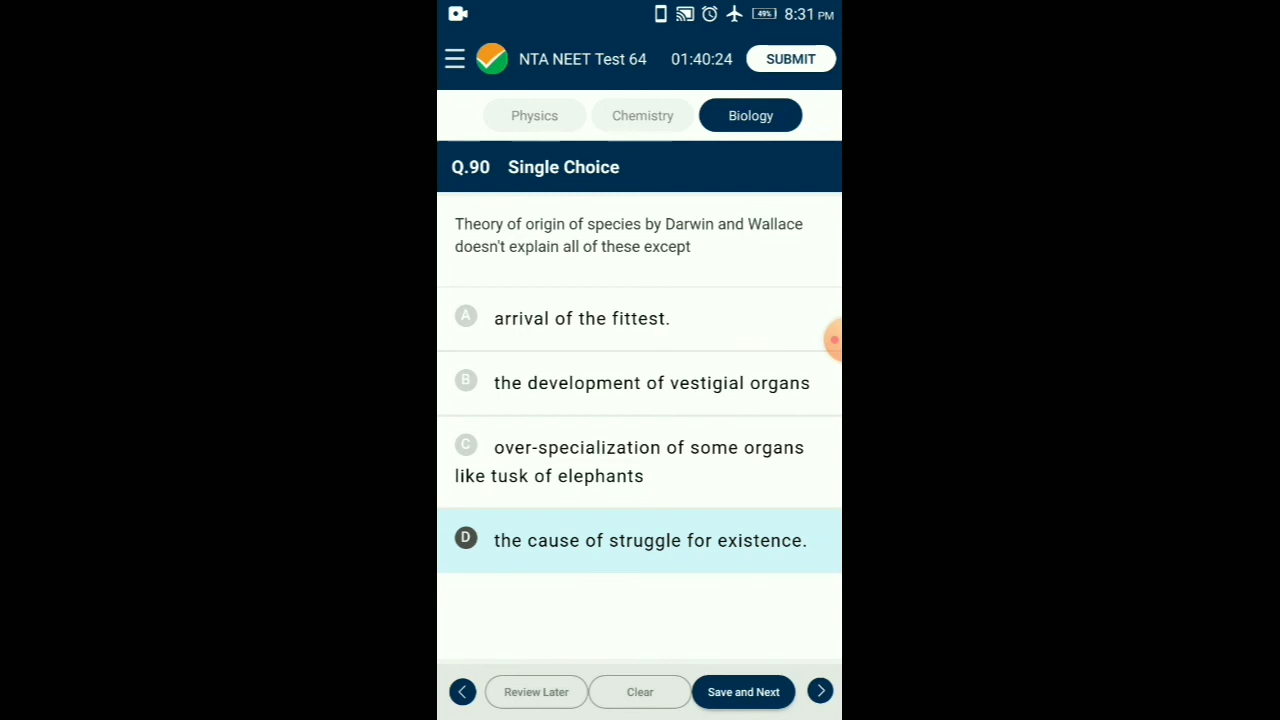 49% 8:31 PM
NTA NEET Test 64 01:40:24 SUBMIT
Physics Chemistry Biology
Q.90 Single Choice
Theory of origin of species by Darwin and Wallace
doesn't explain all of these except
A arrival of the fittest.
B the development of vestigial organs
C over-specialization of some organs
like tusk of elephants
D the cause of struggle for existence.
Review Later Clear Save and Next